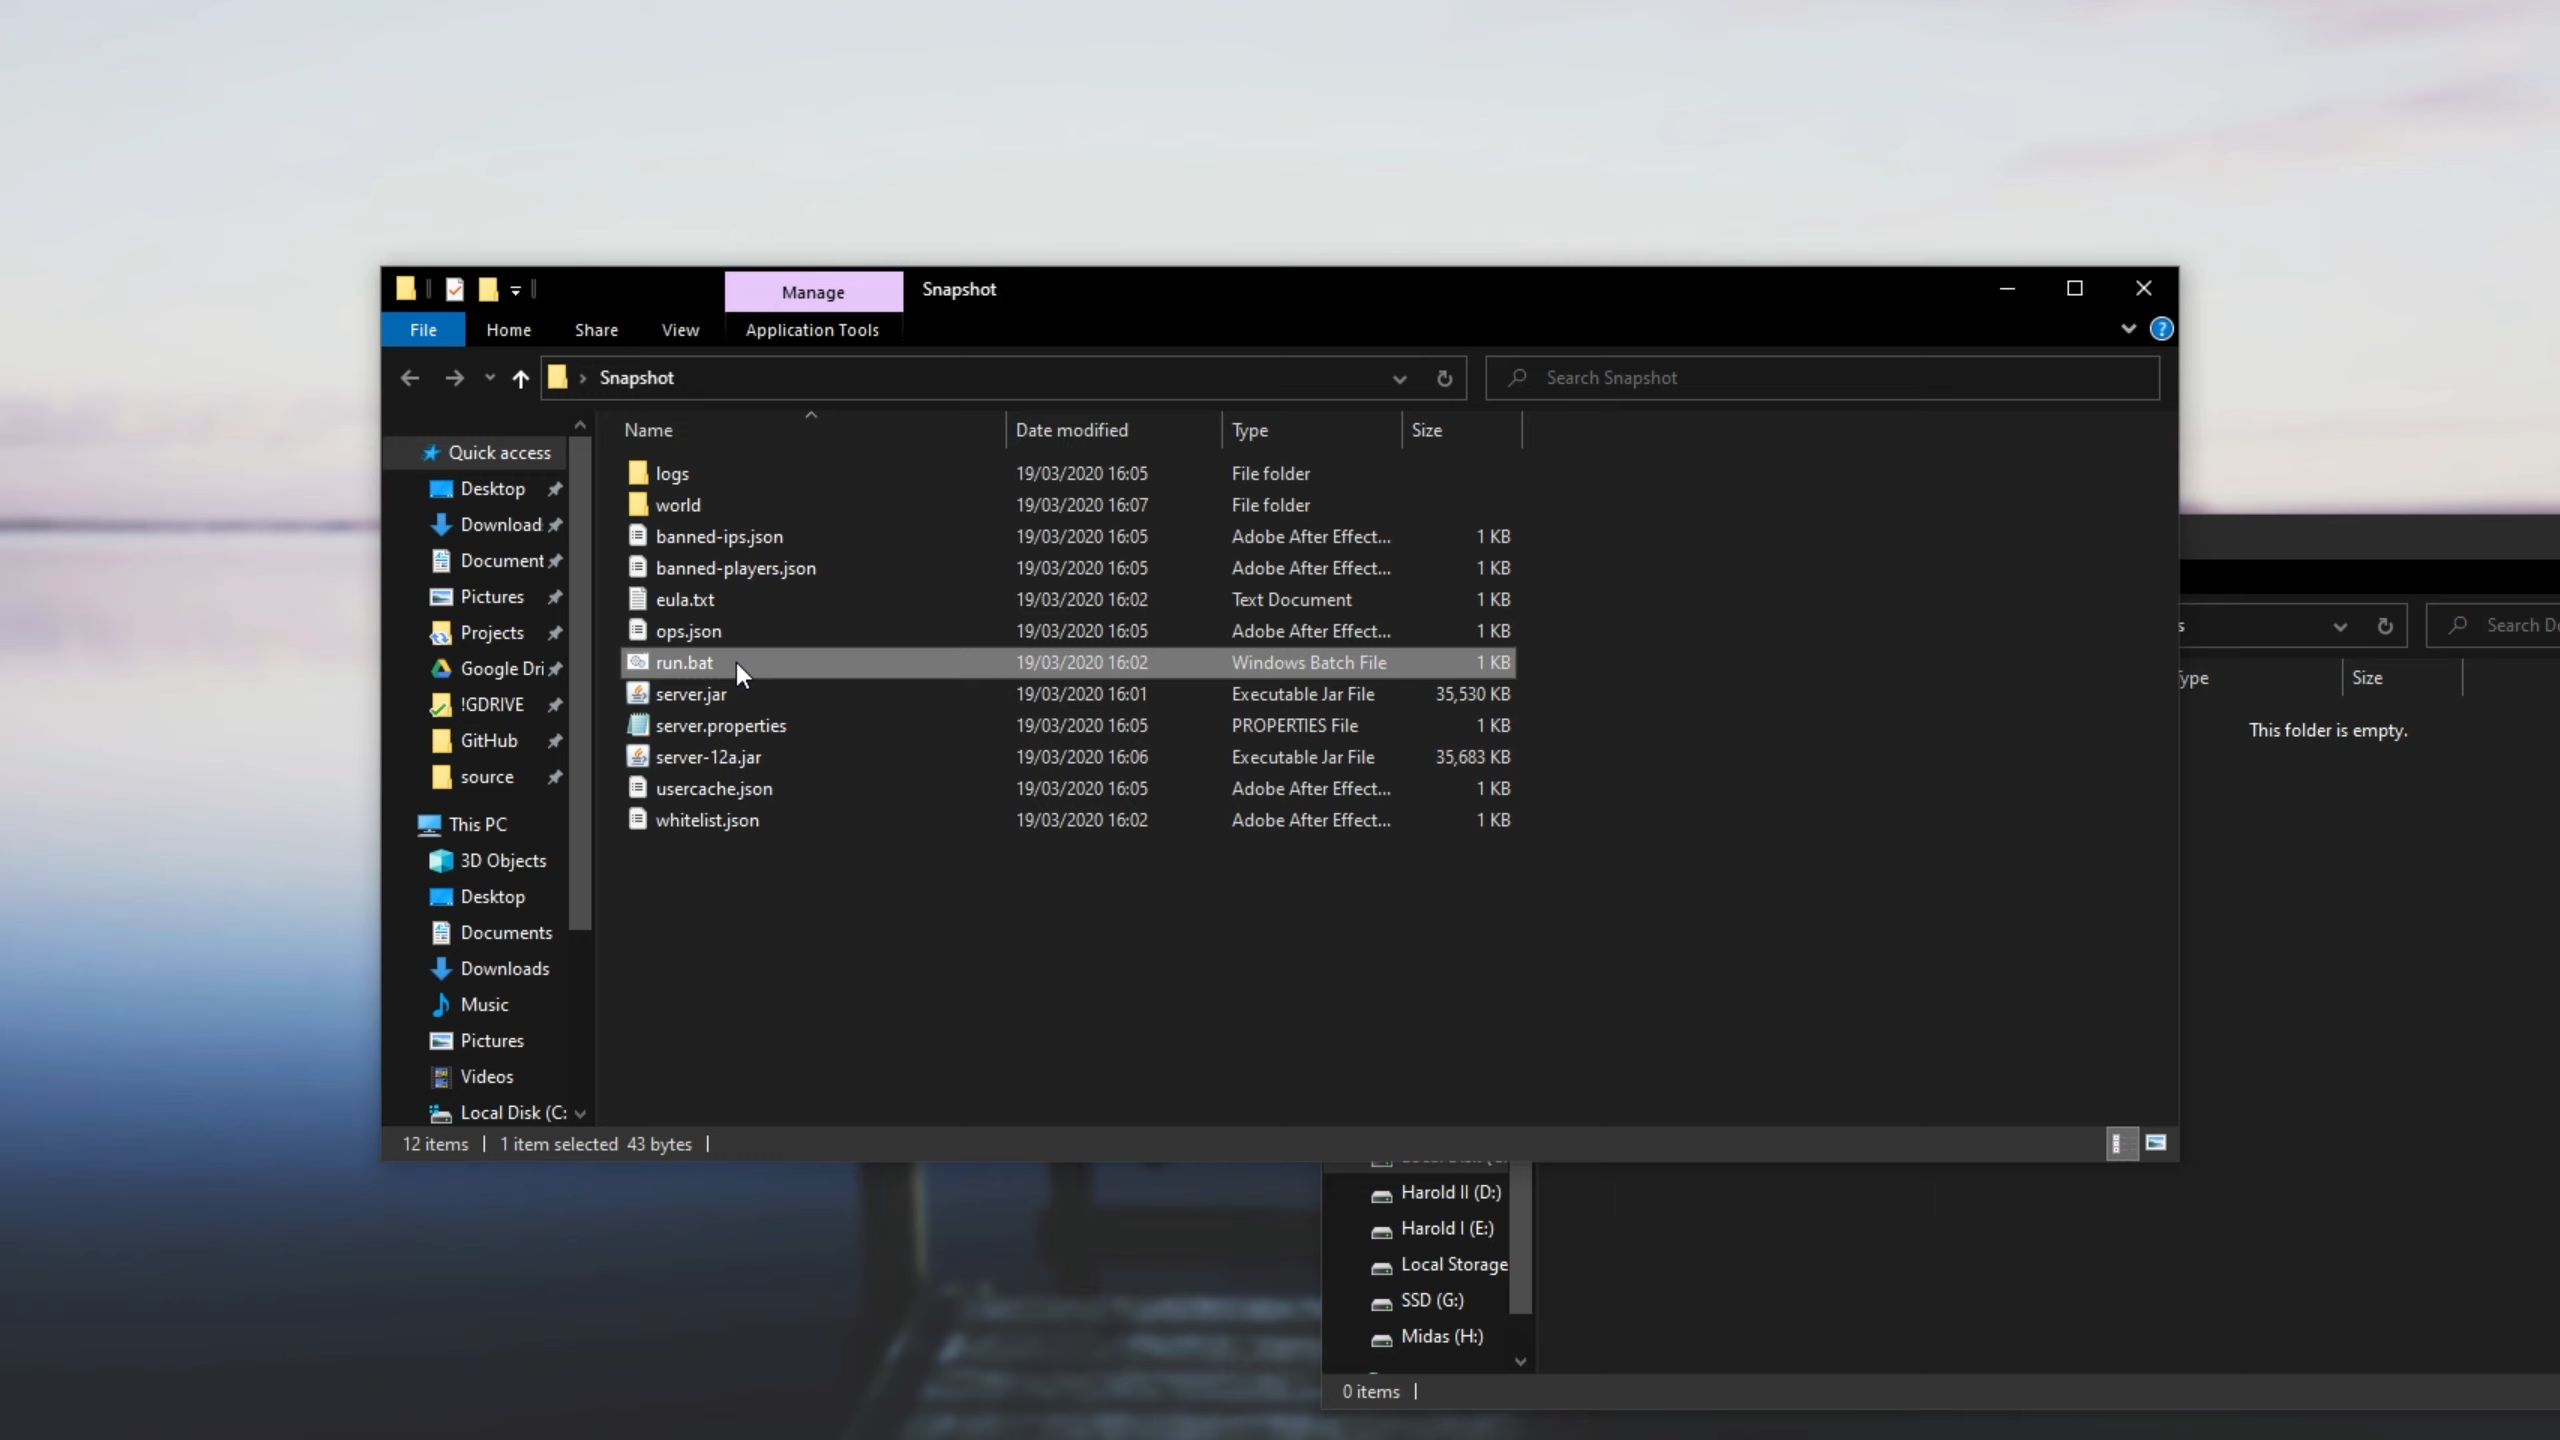 Manage
Snapshot
File
Home
Share
View
Application Tools
?
› Snapshot
Search Snapshot
Name
Date modified
Type
Size
Quick access
Desktop
Download
Document
Pictures
Projects
Google Dri
!GDRIVE
GitHub
source
This PC
3D Objects
Desktop
Documents
Downloads
Music
Pictures
Videos
Local Disk (C:
logs 19/03/2020 16:05 File folder
world 19/03/2020 16:07 File folder
banned-ips.json 19/03/2020 16:05 Adobe After Effect... 1 KB
banned-players.json 19/03/2020 16:05 Adobe After Effect... 1 KB
eula.txt 19/03/2020 16:02 Text Document 1 KB
ops.json 19/03/2020 16:05 Adobe After Effect... 1 KB
run.bat 19/03/2020 16:02 Windows Batch File 1 KB
server.jar 19/03/2020 16:01 Executable Jar File 35,530 KB
server.properties 19/03/2020 16:05 PROPERTIES File 1 KB
server-12a.jar 19/03/2020 16:06 Executable Jar File 35,683 KB
usercache.json 19/03/2020 16:05 Adobe After Effect... 1 KB
whitelist.json 19/03/2020 16:02 Adobe After Effect... 1 KB
12 items
1 item selected 43 bytes
s
Search D
ype
Size
This folder is empty.
Harold II (D:)
Harold I (E:)
Local Storage
SSD (G:)
Midas (H:)
0 items